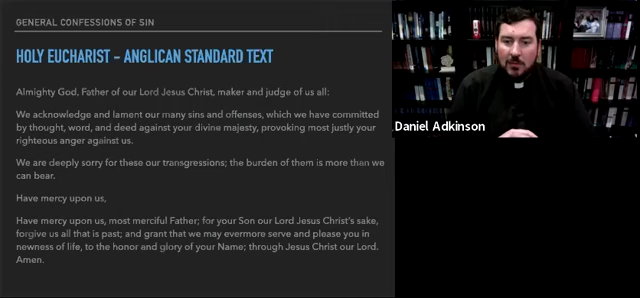 GENERAL CONFESSIONS OF SIN
HOLY EUCHARIST - ANGLICAN STANDARD TEXT
Almighty God, Father of our Lord Jesus Christ, maker and judge of us all:
We acknowledge and lament our many sins and offenses, which we have committed
by thought, word, and deed against your divine majesty, provoking most justly your
righteous anger against us.
We are deeply sorry for these our transgressions; the burden of them is more than we
can bear.
Have mercy upon us,
Have mercy upon us, most merciful Father; for your Son our Lord Jesus Christ's sake,
forgive us all that is past; and grant that we may evermore serve and please you in
newness of life, to the honor and glory of your Name; through Jesus Christ our Lord.
Amen.
Daniel Adkinson